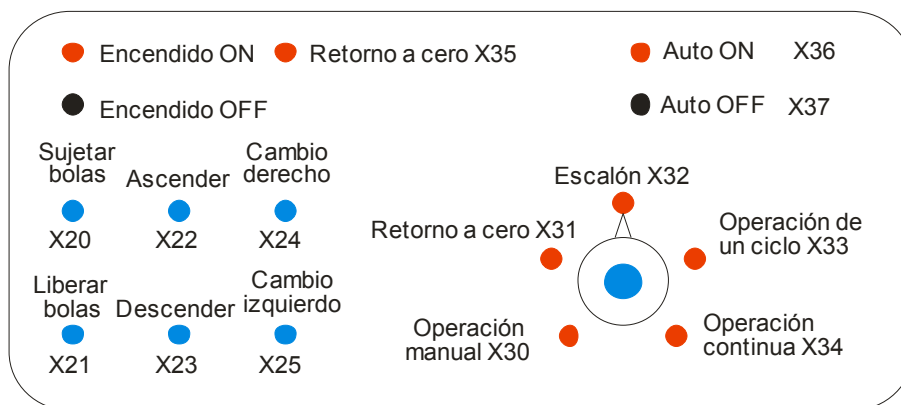 Encendido ON
Retorno a cero X35
Auto ON X36
Encendido OFF
Auto OFF X37
Sujetar
bolas
Ascender
Cambio
derecho
X20
X22
X24
Liberar
bolas
Descender
Cambio
izquierdo
X21
X23
X25
Escalón X32
Retorno a cero X31
Operación de
un ciclo X33
Operación
manual X30
Operación
continua X34